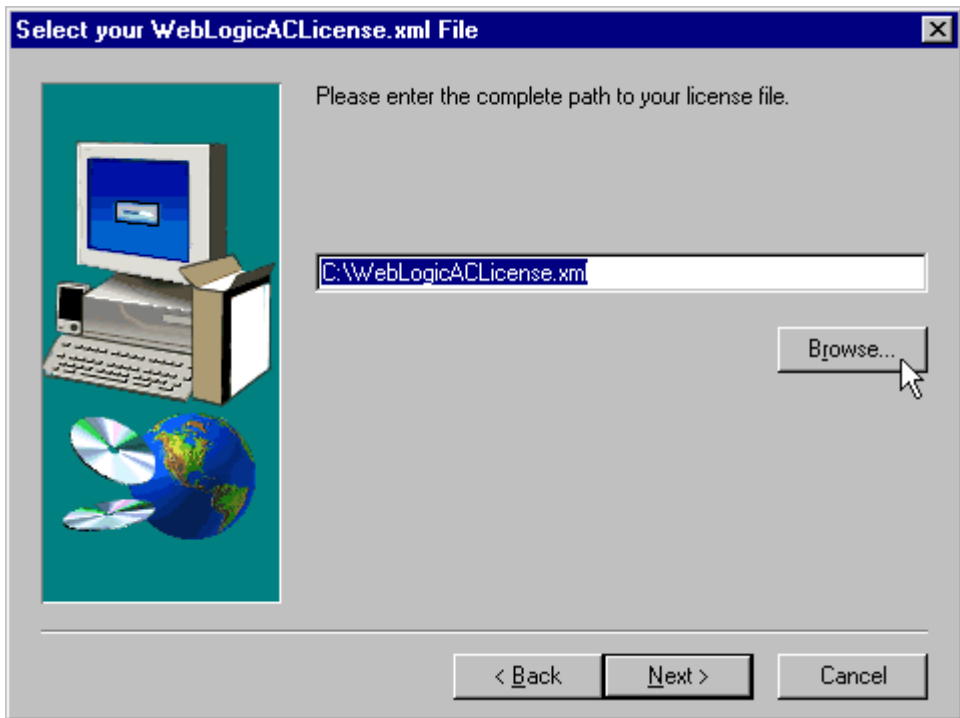 Select your WebLogicACLicense.xml File
Please enter the complete path to your license file.
C:\WebLogicACLicense.xml
Browse...
< Back Next > Cancel